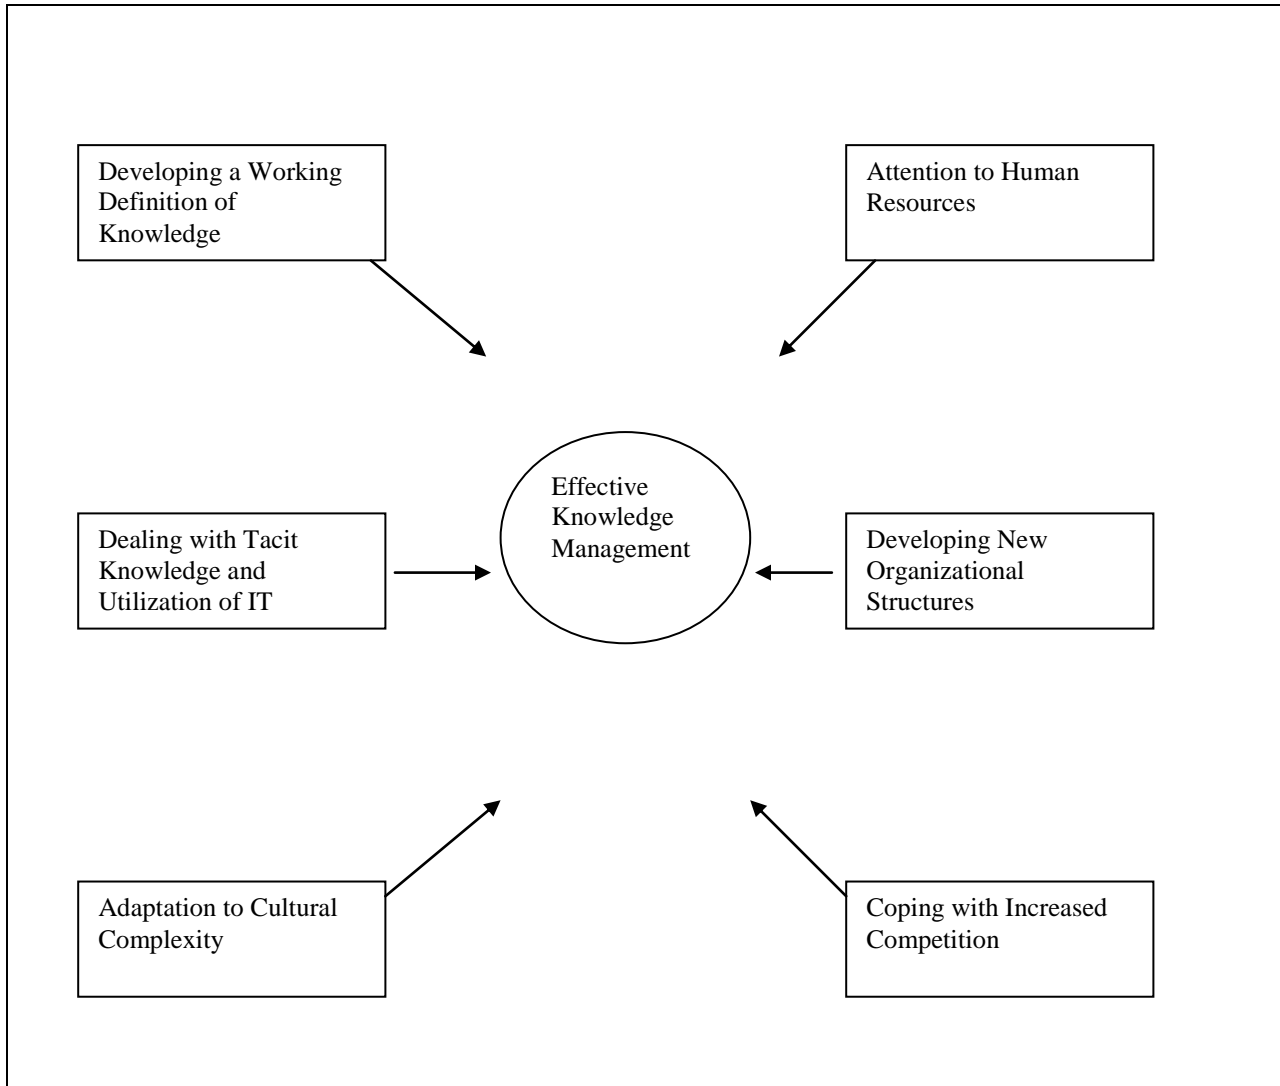 Developing a Working
Definition of
Knowledge
Attention to Human
Resources
Effective
Knowledge
Management
Dealing with Tacit
Knowledge and
Utilization of IT
Developing New
Organizational
Structures
Adaptation to Cultural
Complexity
Coping with Increased
Competition